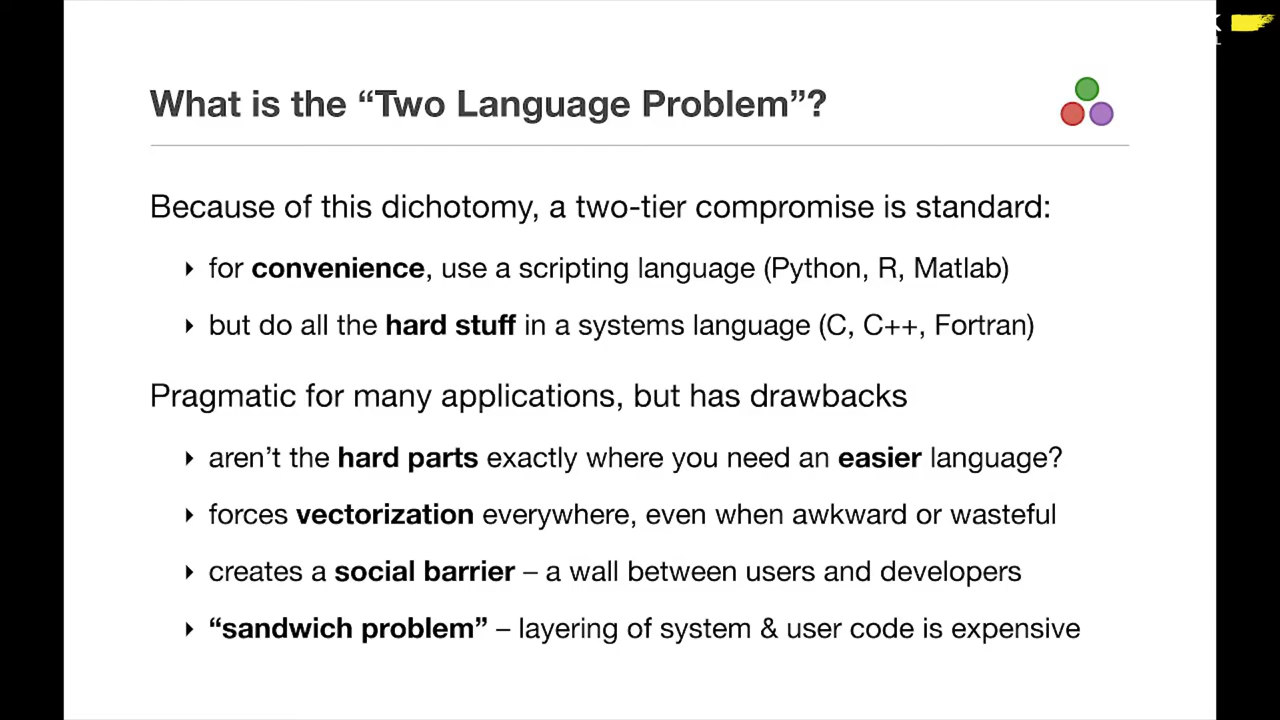 What is the “Two Language Problem”?
Because of this dichotomy, a two-tier compromise is standard:
‣ for convenience, use a scripting language (Python, R, Matlab)
‣ but do all the hard stuff in a systems language (C, C++, Fortran)
Pragmatic for many applications, but has drawbacks
‣ aren’t the hard parts exactly where you need an easier language?
‣ forces vectorization everywhere, even when awkward or wasteful
‣ creates a social barrier – a wall between users and developers
‣ “sandwich problem” – layering of system & user code is expensive